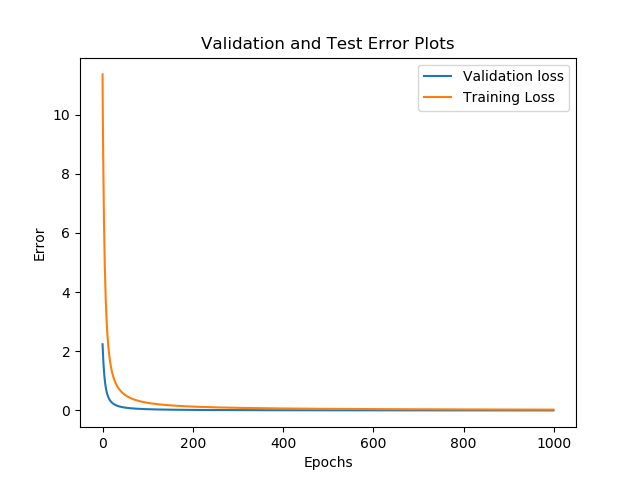 Validation and Test Error Plots
Validation loss
Training Loss
Error
10
8
6
4
2
0
0 200 400 600 800 1000
Epochs